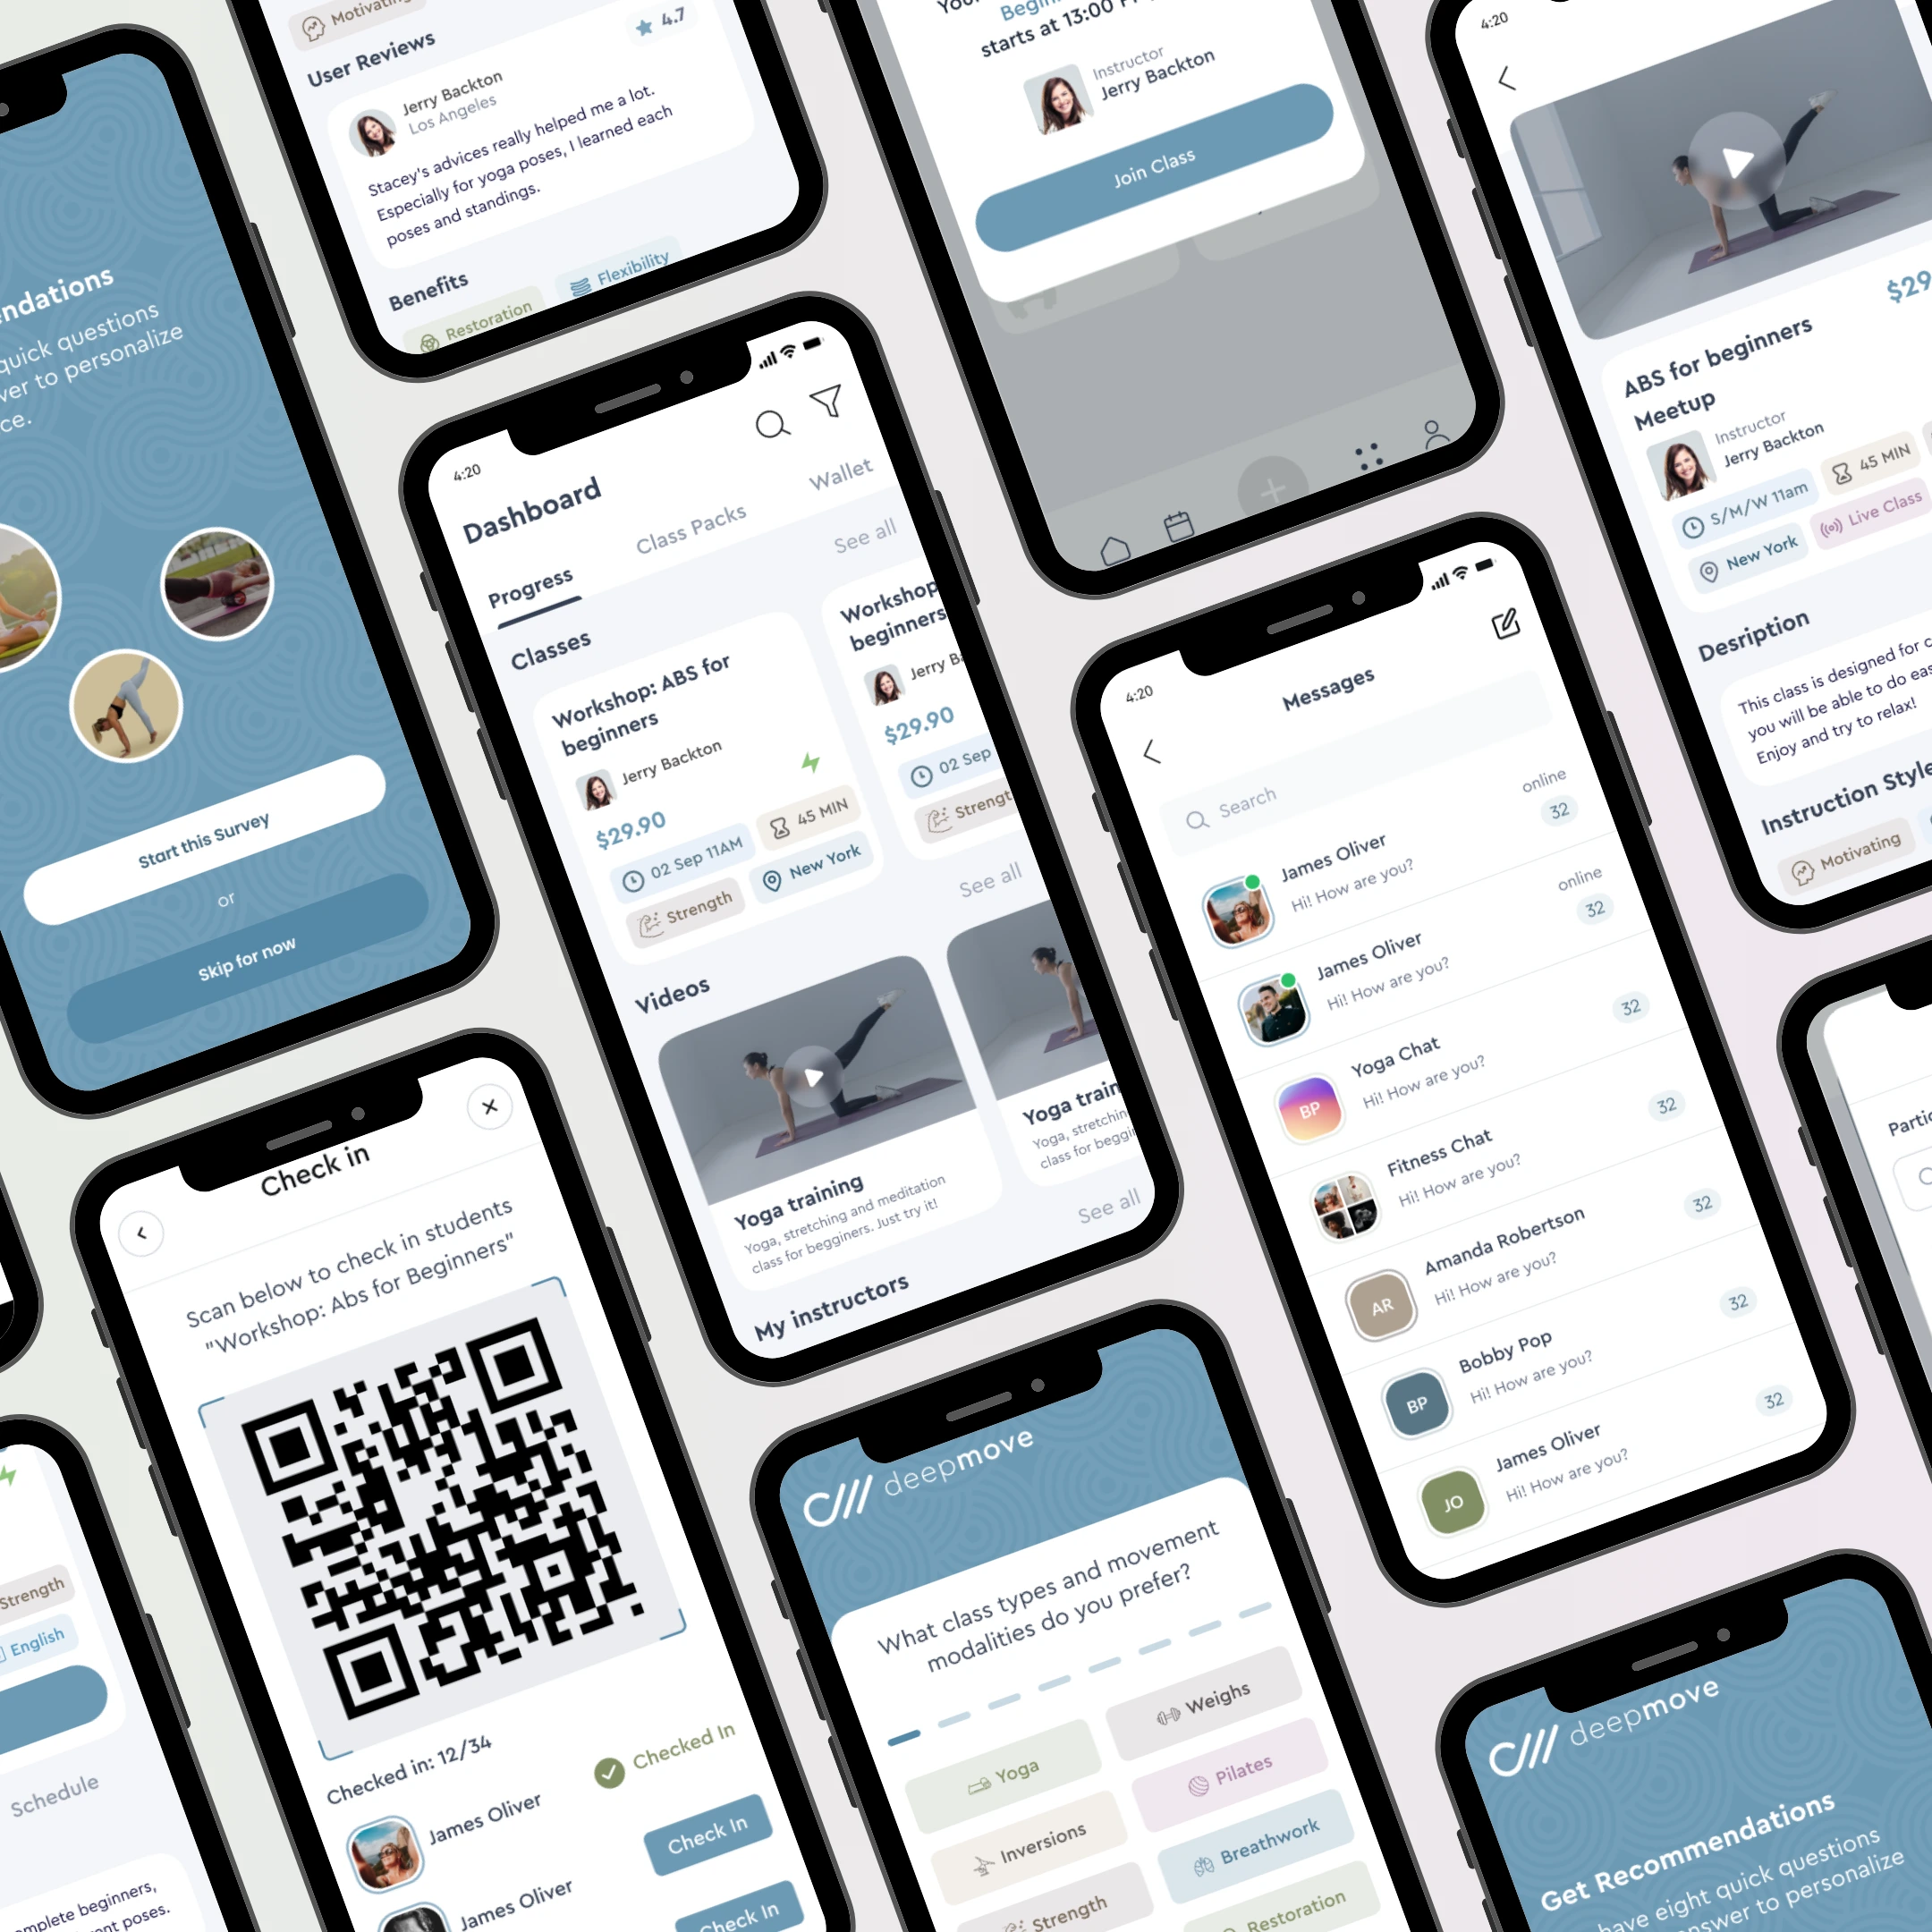 ndations
quick questions
ver to personalize
ce.
Start this Survey
or
Skip for now
Motivating
User Reviews
4.7
Jerry Backton
Los Angeles
Stacey's advices really helped me a lot.
Especially for yoga poses, I learned each
poses and standings.
Benefits
Restoration
Flexibility
starts at 13:00
Instructor
Jerry Backton
Join Class
4:20
$29
ABS for beginners
Meetup
Instructor
Jerry Backton
S/M/W 11am
45 MIN
New York
Live Class
Desription
This class is designed for c
you will be able to do eas
Enjoy and try to relax!
Instruction Style
Motivating
4:20
Dashboard
Progress
Class Packs
Wallet
Classes
See all
Workshop: ABS for
beginners
Jerry Backton
$29.90
02 Sep 11AM
45 MIN
Strength
New York
Workshop
beginners
Jerry Ba
$29.90
02 Sep
Strengt
Videos
See all
Yoga training
Yoga, stretching and meditation
class for begginers. Just try it!
Yoga train
Yoga, stretching
class for beggi
My instructors
See all
4:20
Messages
Search
James Oliver
Hi! How are you?
online
32
James Oliver
Hi! How are you?
online
32
BP
Yoga Chat
Hi! How are you?
32
Fitness Chat
Hi! How are you?
32
AR
Amanda Robertson
Hi! How are you?
32
BP
Bobby Pop
Hi! How are you?
32
JO
James Oliver
Hi! How are you?
32
Partic
Check in
Scan below to check in students
"Workshop: Abs for Beginners"
Checked in: 12/34
James Oliver
Checked In
James Oliver
Check In
Check In
Strength
English
Schedule
mplete beginners,
ent poses.
deepmove
What class types and movement
modalities do you prefer?
Yoga
Weighs
Inversions
Pilates
Strength
Breathwork
Restoration
deepmove
Get Recommendations
have eight quick questions
answer to personalize